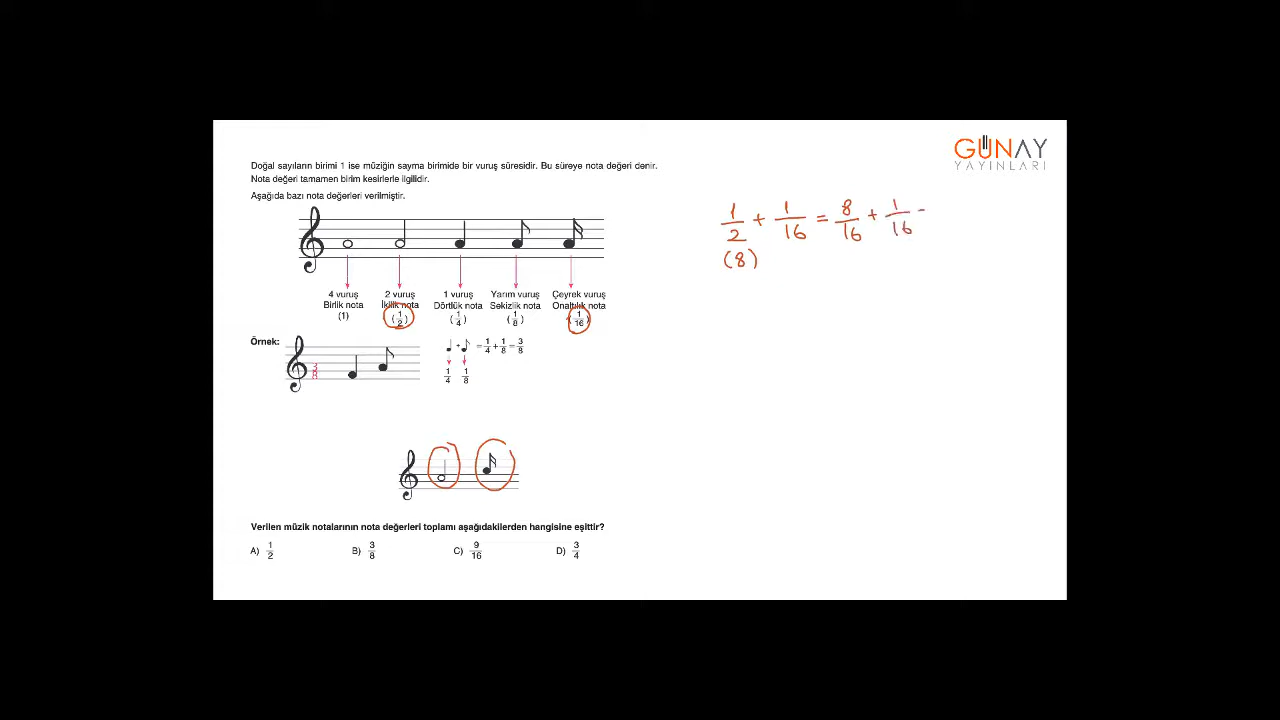 GÜNAY
YAYINLARI
Doğal sayıların birimi 1 ise müziğin sayma birimide bir vuruş süresidir. Bu süreye nota değeri denir.
Nota değeri tamamen birim kesirlerle ilgilidir.
Aşağıda bazı nota değerleri verilmiştir.
4 vuruş 2 vuruş 1 vuruş Yarım vuruş Çeyrek vuruş
Birlik nota İkilik nota Dörtlük nota Sekizlik nota Onaltılık nota
(1) (1/2) (1/4) (1/8) (1/16)
Örnek:
+ = 1/4 + 1/8 = 3/8
1/4 1/8
Verilen müzik notalarının nota değerleri toplamı aşağıdakilerden hangisine eşittir?
A) 1/2 B) 3/8 C) 9/16 D) 3/4
1/2 + 1/16 = 8/16 + 1/16 -
(8)